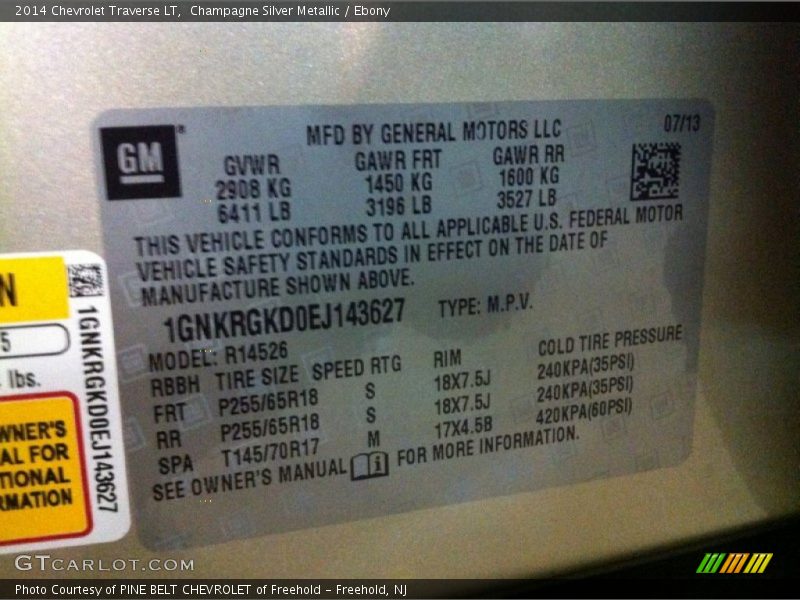 2014 Chevrolet Traverse LT,  Champagne Silver Metallic / Ebony
GM®
MFD BY GENERAL MOTORS LLC
07/13
GVWR GAWR FRT GAWR RR
2908 KG 1450 KG 1600 KG
6411 LB 3196 LB 3527 LB
THIS VEHICLE CONFORMS TO ALL APPLICABLE U.S. FEDERAL MOTOR
VEHICLE SAFETY STANDARDS IN EFFECT ON THE DATE OF
MANUFACTURE SHOWN ABOVE.
1GNKRGKD0EJ143627 TYPE: M.P.V.
MODEL: R14526
RBBH TIRE SIZE SPEED RTG RIM COLD TIRE PRESSURE
FRT P255/65R18 S 18X7.5J 240KPA(35PSI)
RR P255/65R18 S 18X7.5J 240KPA(35PSI)
SPA T145/70R17 M 17X4.5B 420KPA(60PSI)
SEE OWNER'S MANUAL FOR MORE INFORMATION.
N
5
lbs.
WNER'S
AL FOR
TIONAL
RMATION
1GNKRGKD0EJ143627
GTCARLOT.COM
Photo Courtesy of PINE BELT CHEVROLET of Freehold – Freehold, NJ